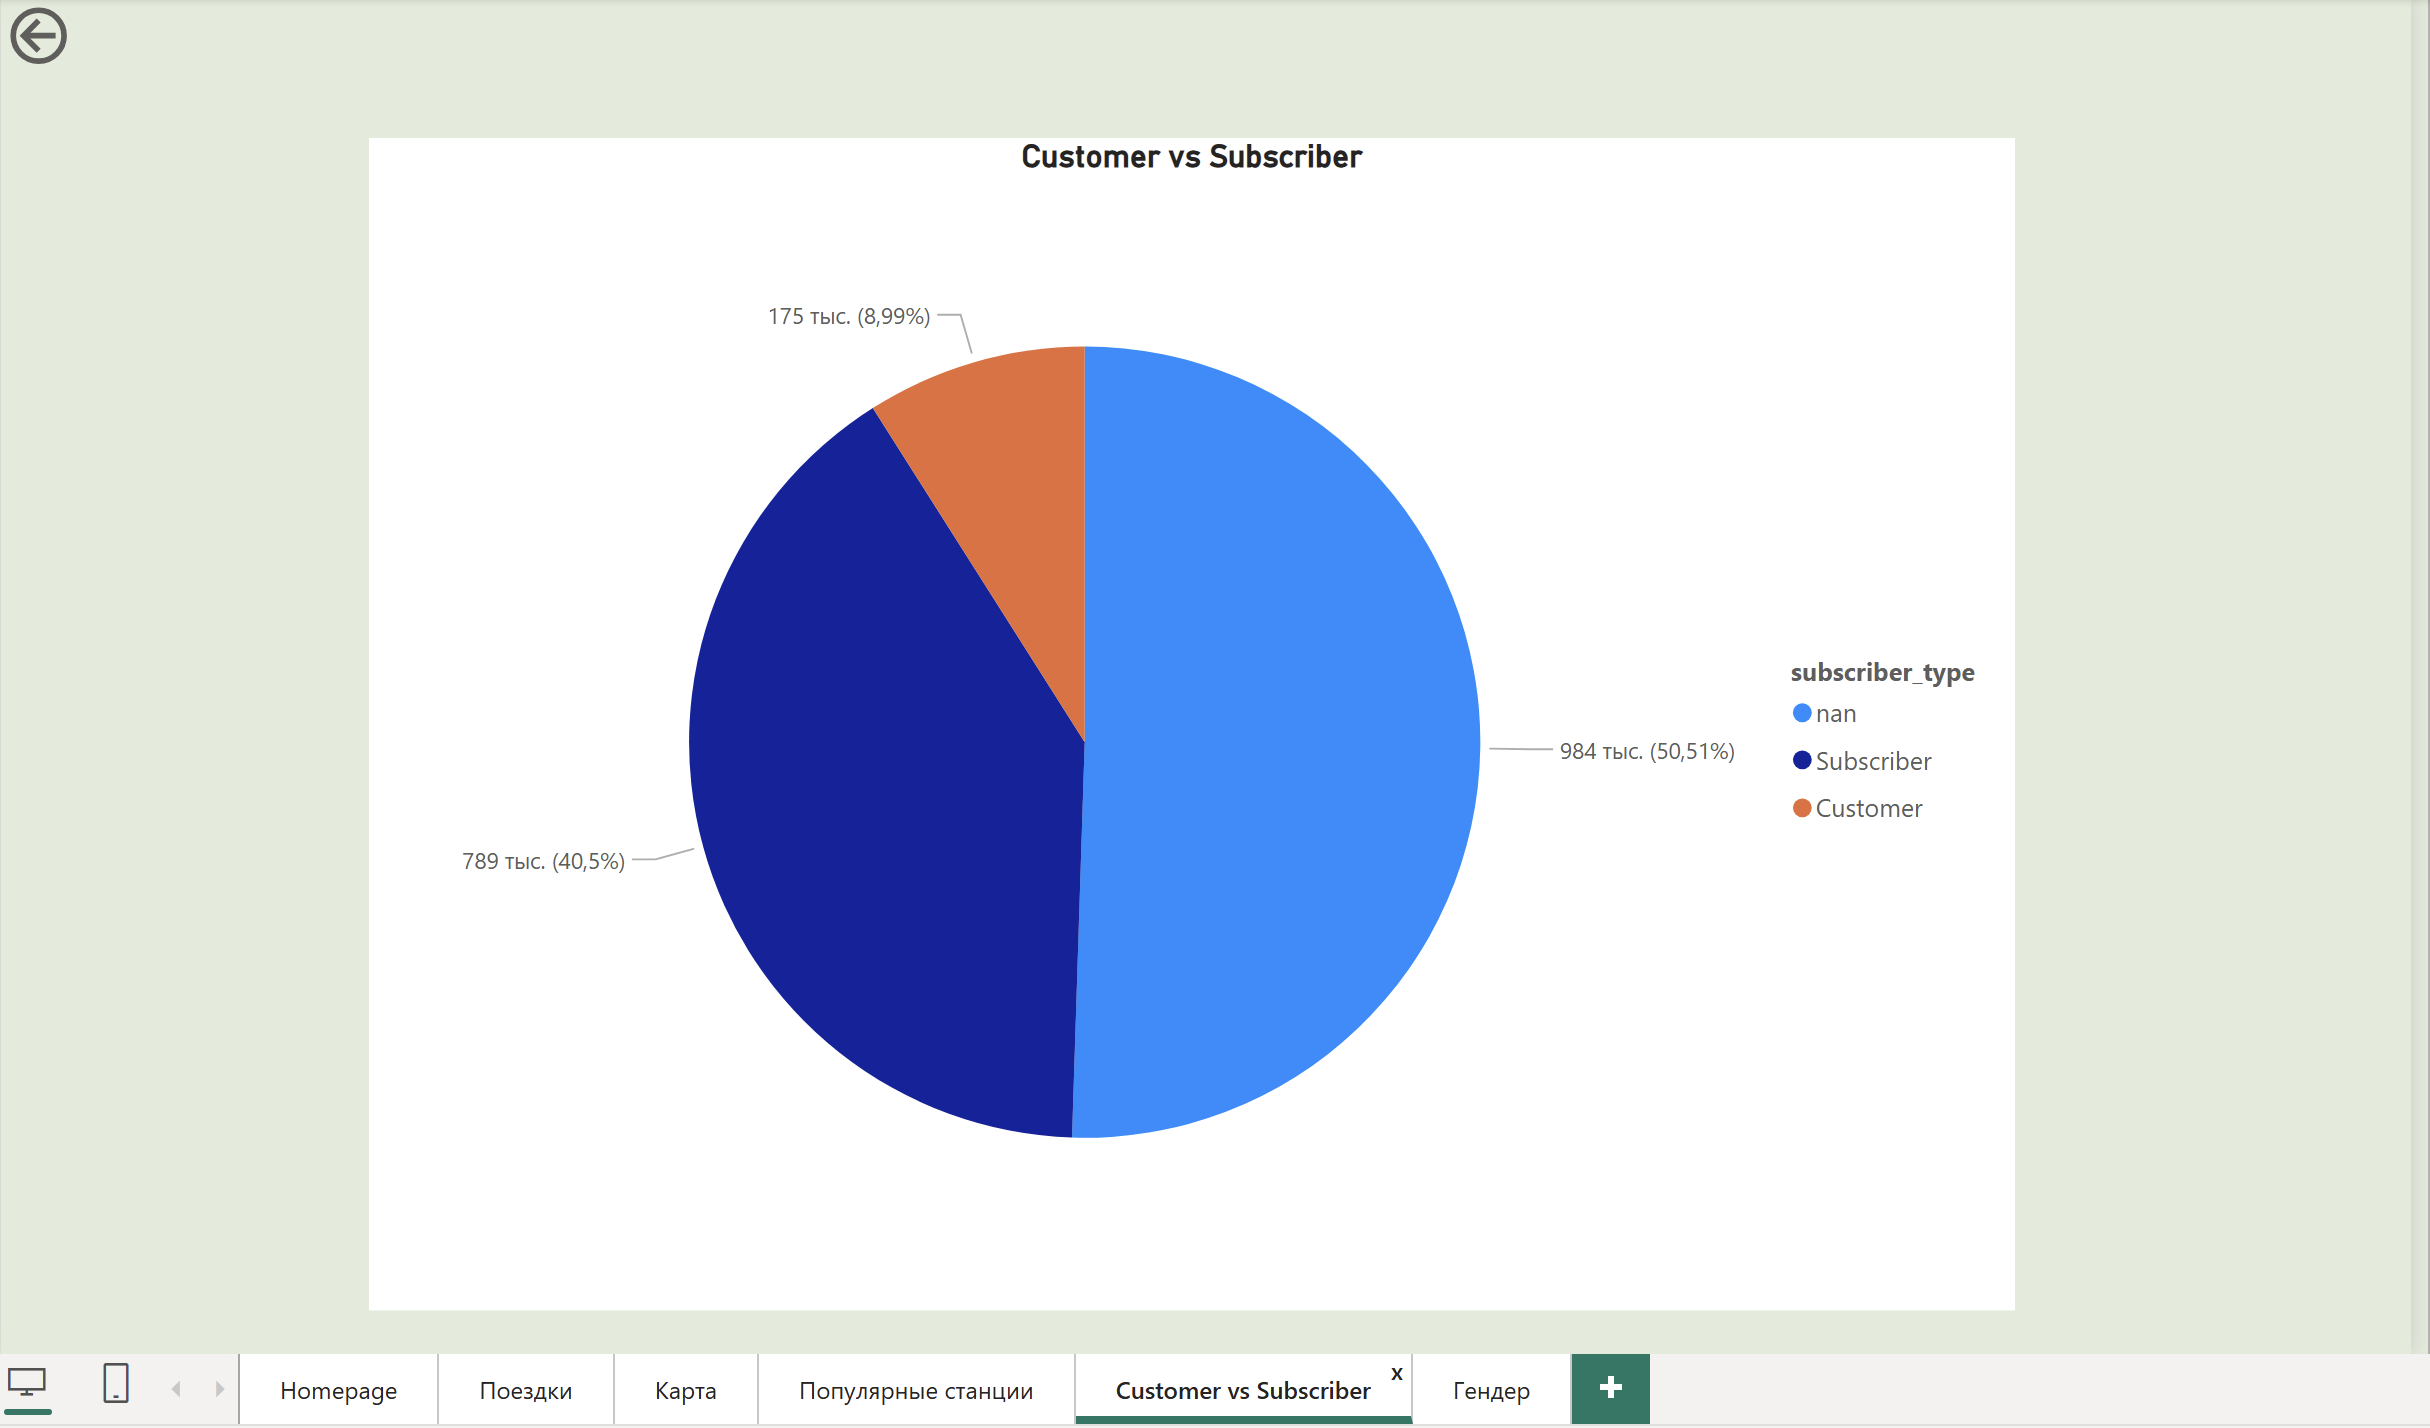 Customer vs Subscriber
175 тыс. (8,99%)
984 тыс. (50,51%)
789 тыс. (40,5%)
subscriber_type
nan
Subscriber
Customer
Homepage
Поездки
Карта
Популярные станции
Customer vs Subscriber
x
Гендер
+